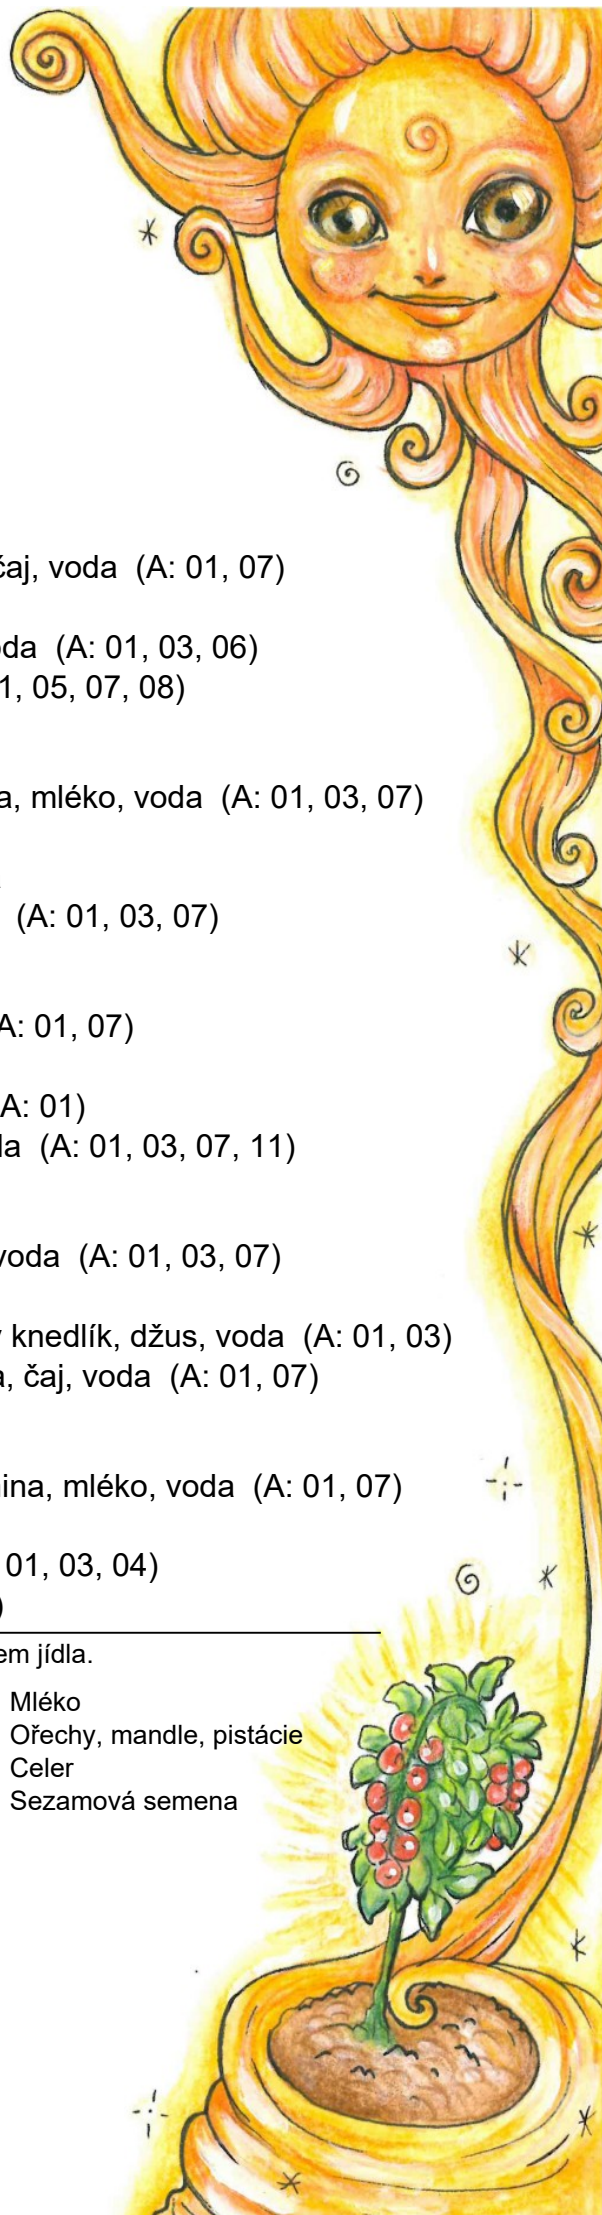 čaj, voda (A: 01, 07)
da (A: 01, 03, 06)
1, 05, 07, 08)
a, mléko, voda (A: 01, 03, 07)
(A: 01, 03, 07)
A: 01, 07)
A: 01)
da (A: 01, 03, 07, 11)
voda (A: 01, 03, 07)
knedlík, džus, voda (A: 01, 03)
a, čaj, voda (A: 01, 07)
ina, mléko, voda (A: 01, 07)
01, 03, 04)
)
em jídla.
Mléko
Ořechy, mandle, pistácie
Celer
Sezamová semena